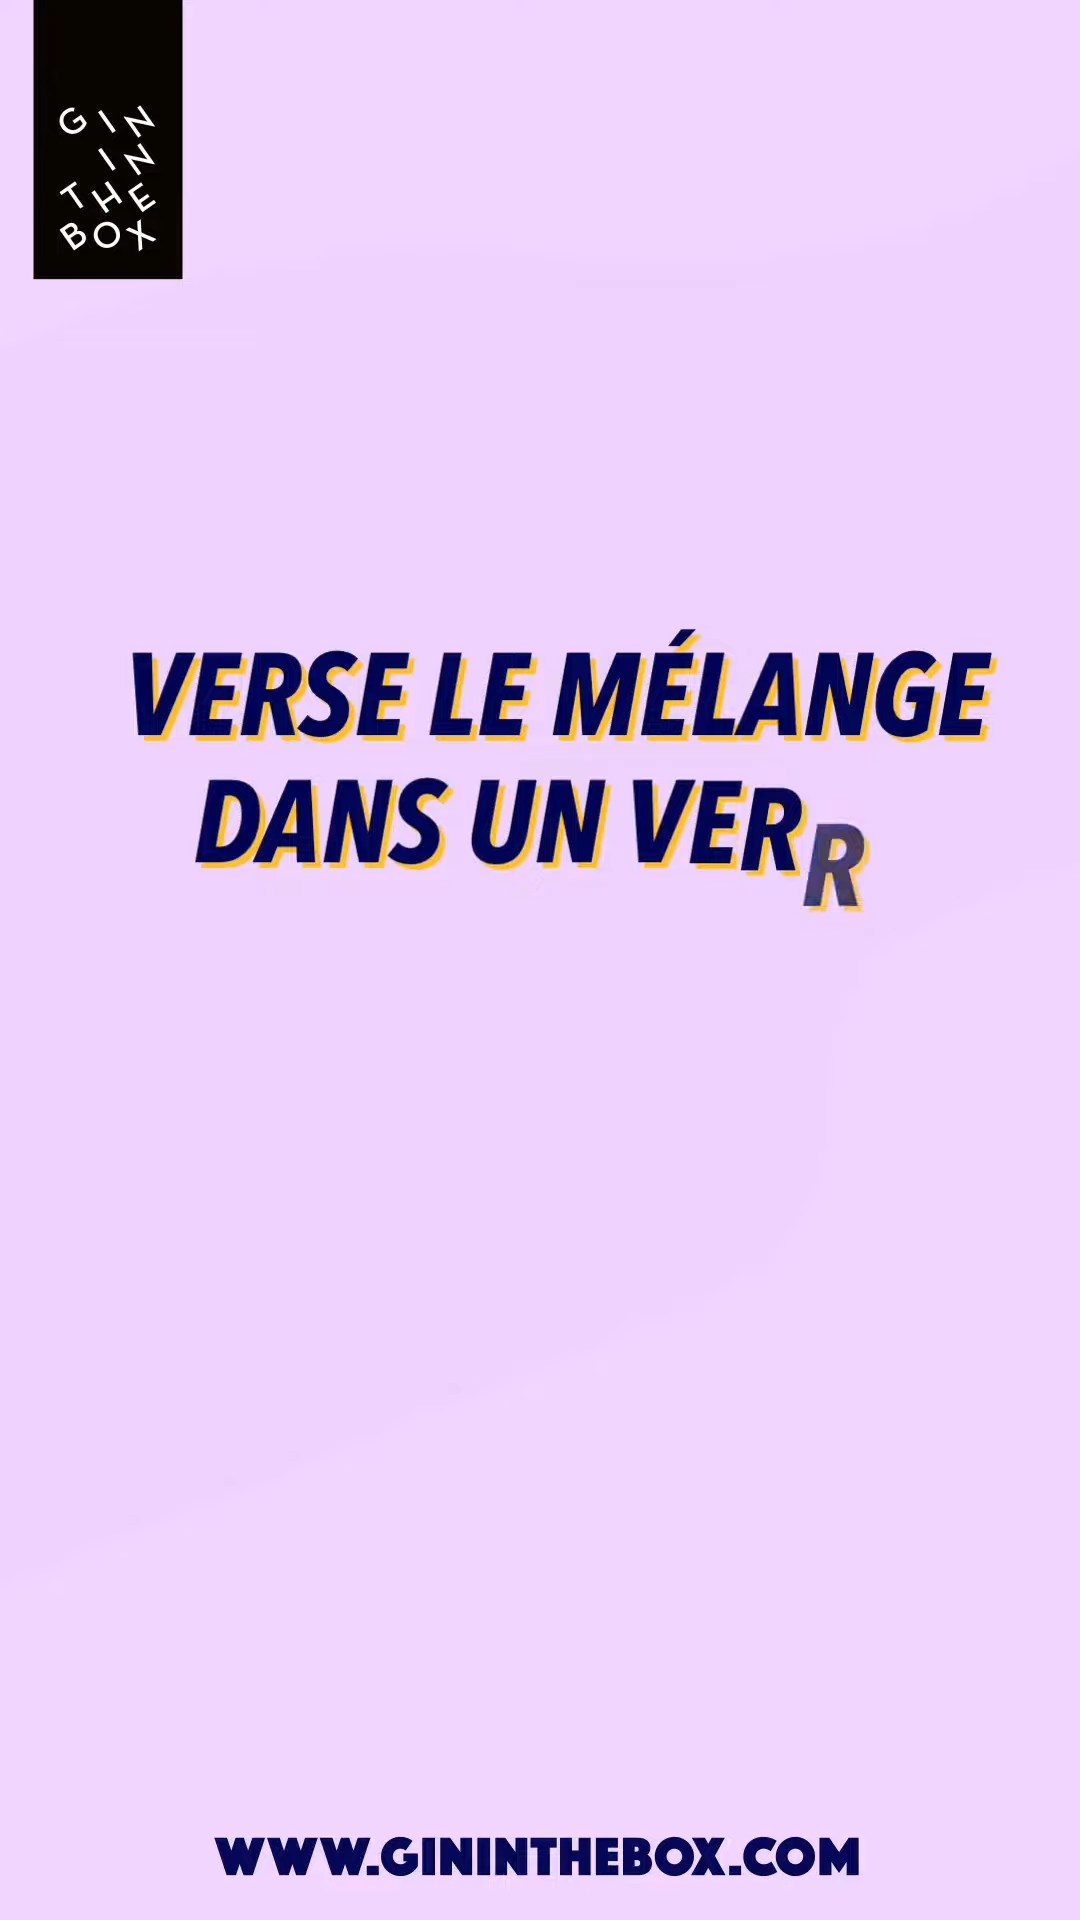 GIN
IN
THE
BOX
VERSE LE MÉLANGE
DANS UN VERR
WWW.GININTHEBOX.COM